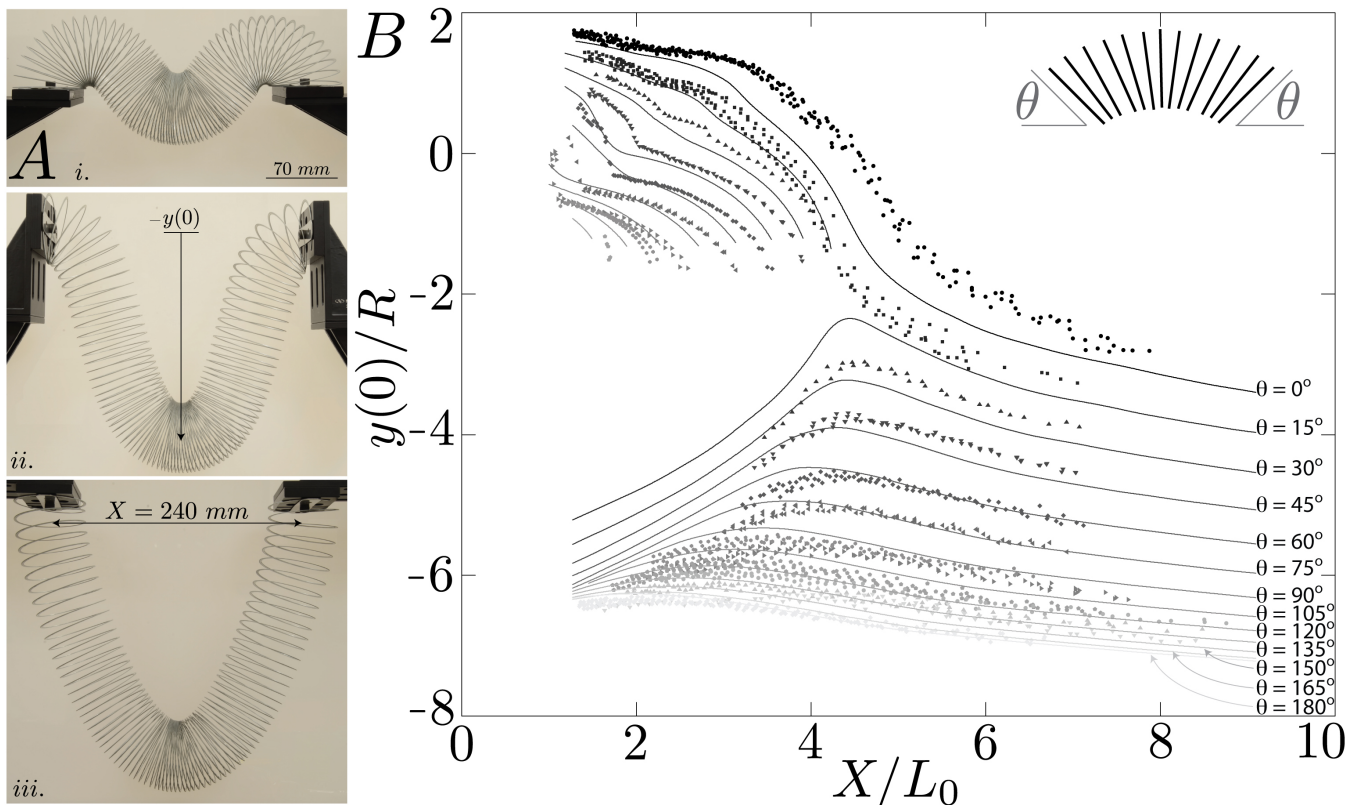 A i.
70 mm
−y(0)
ii.
X = 240 mm
iii.
B
y(0)/R
2
0
−2
−4
−6
−8
0 2 4 6 8 10
X/L₀
θ θ
θ = 0°
θ = 15°
θ = 30°
θ = 45°
θ = 60°
θ = 75°
θ = 90°
θ = 105°
θ = 120°
θ = 135°
θ = 150°
θ = 165°
θ = 180°